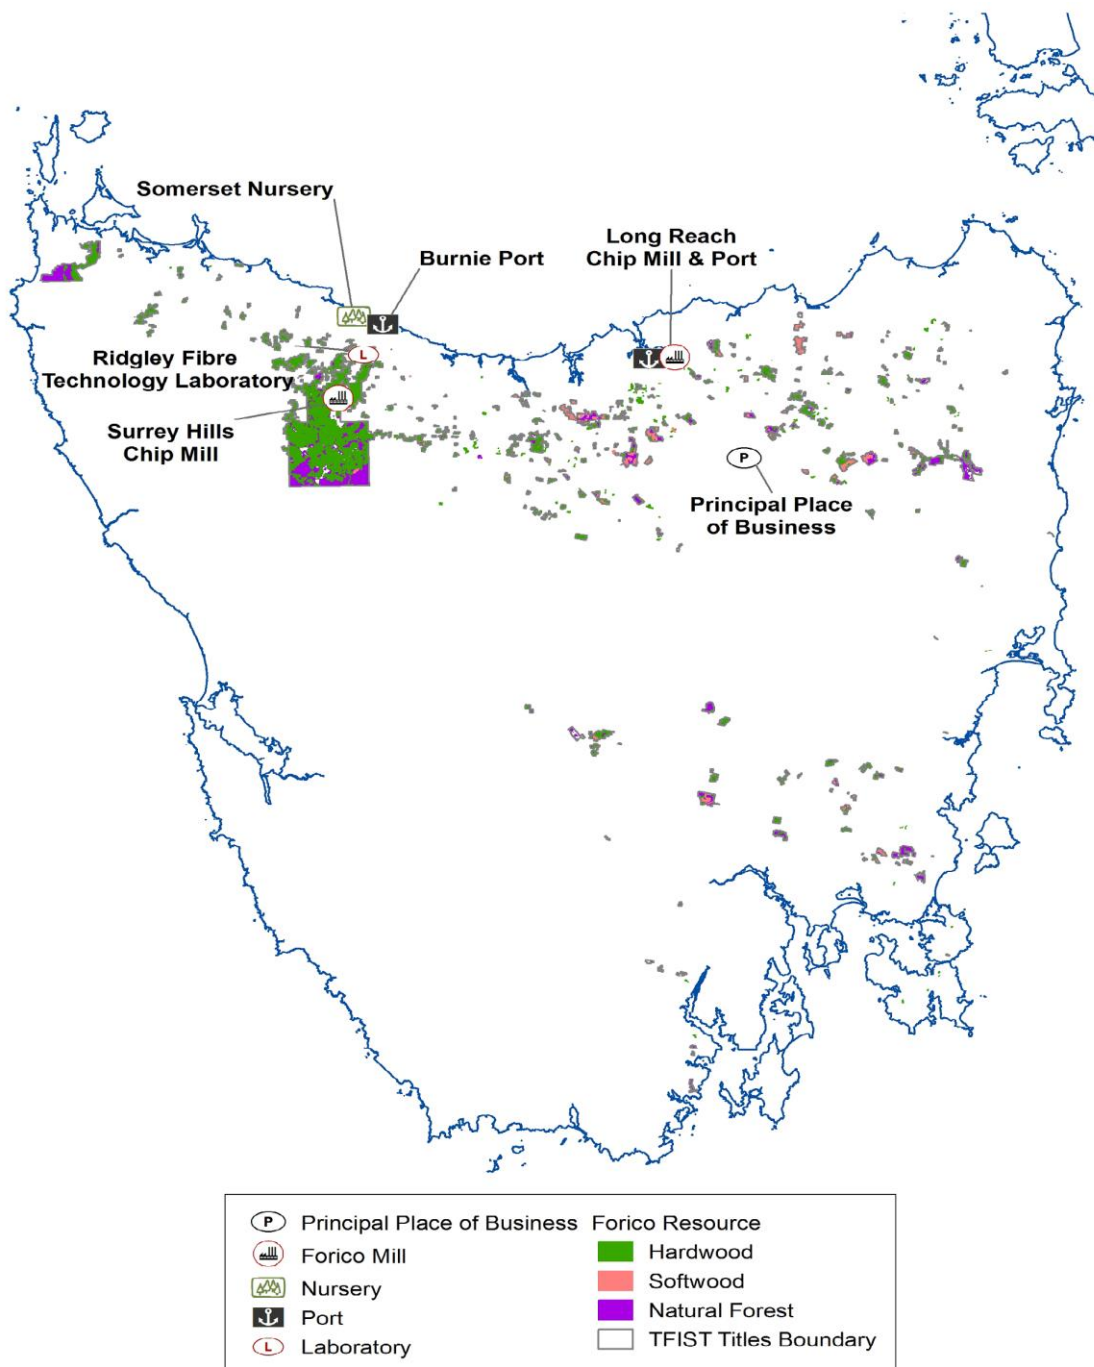 Somerset Nursery
Burnie Port
Long Reach
Chip Mill & Port
Ridgley Fibre
Technology Laboratory
L
Surrey Hills
Chip Mill
P
Principal Place
of Business
P Principal Place of Business
Forico Mill
Nursery
Port
L Laboratory
Forico Resource
Hardwood
Softwood
Natural Forest
TFIST Titles Boundary